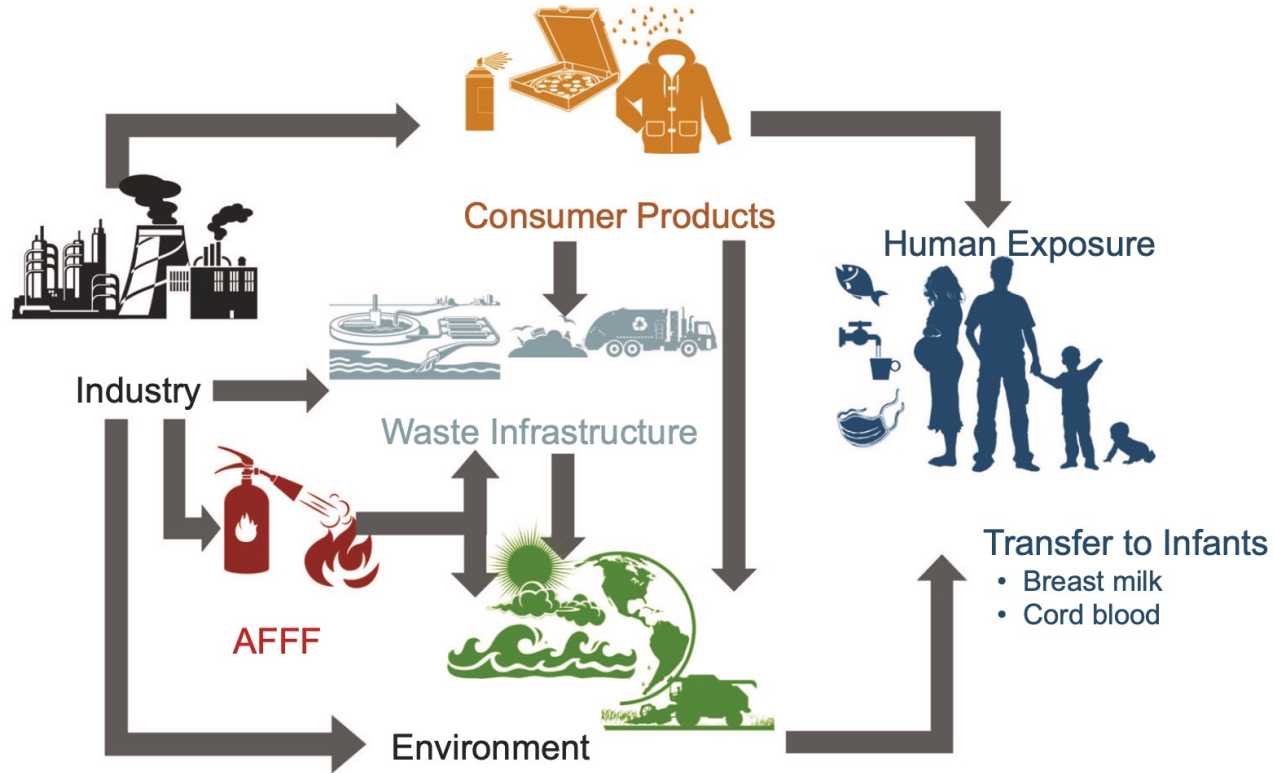 Consumer Products
Human Exposure
Industry
Waste Infrastructure
Transfer to Infants
• Breast milk
• Cord blood
AFFF
Environment